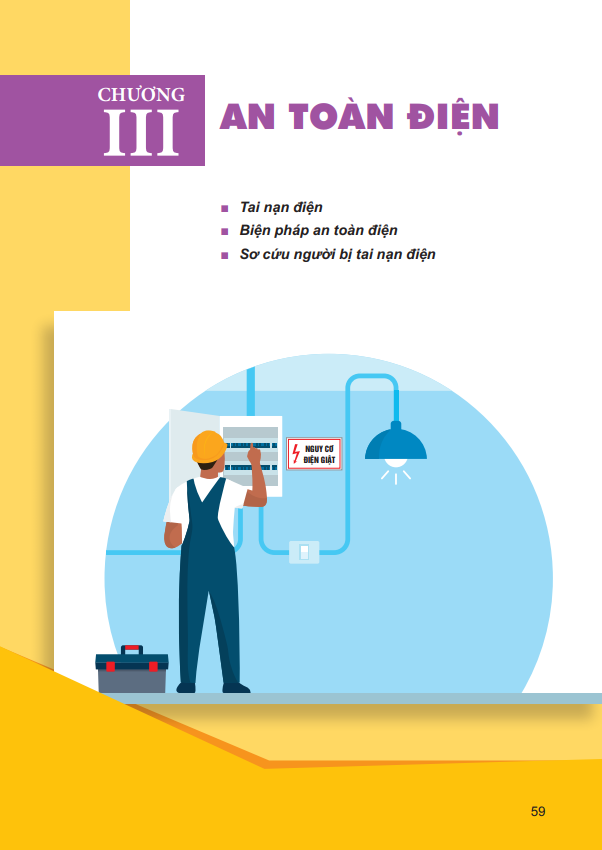 CHƯƠNG
III
AN TOÀN ĐIỆN
■ Tai nạn điện
■ Biện pháp an toàn điện
■ Sơ cứu người bị tai nạn điện
NGUY CƠ
ĐIỆN GIẬT
59